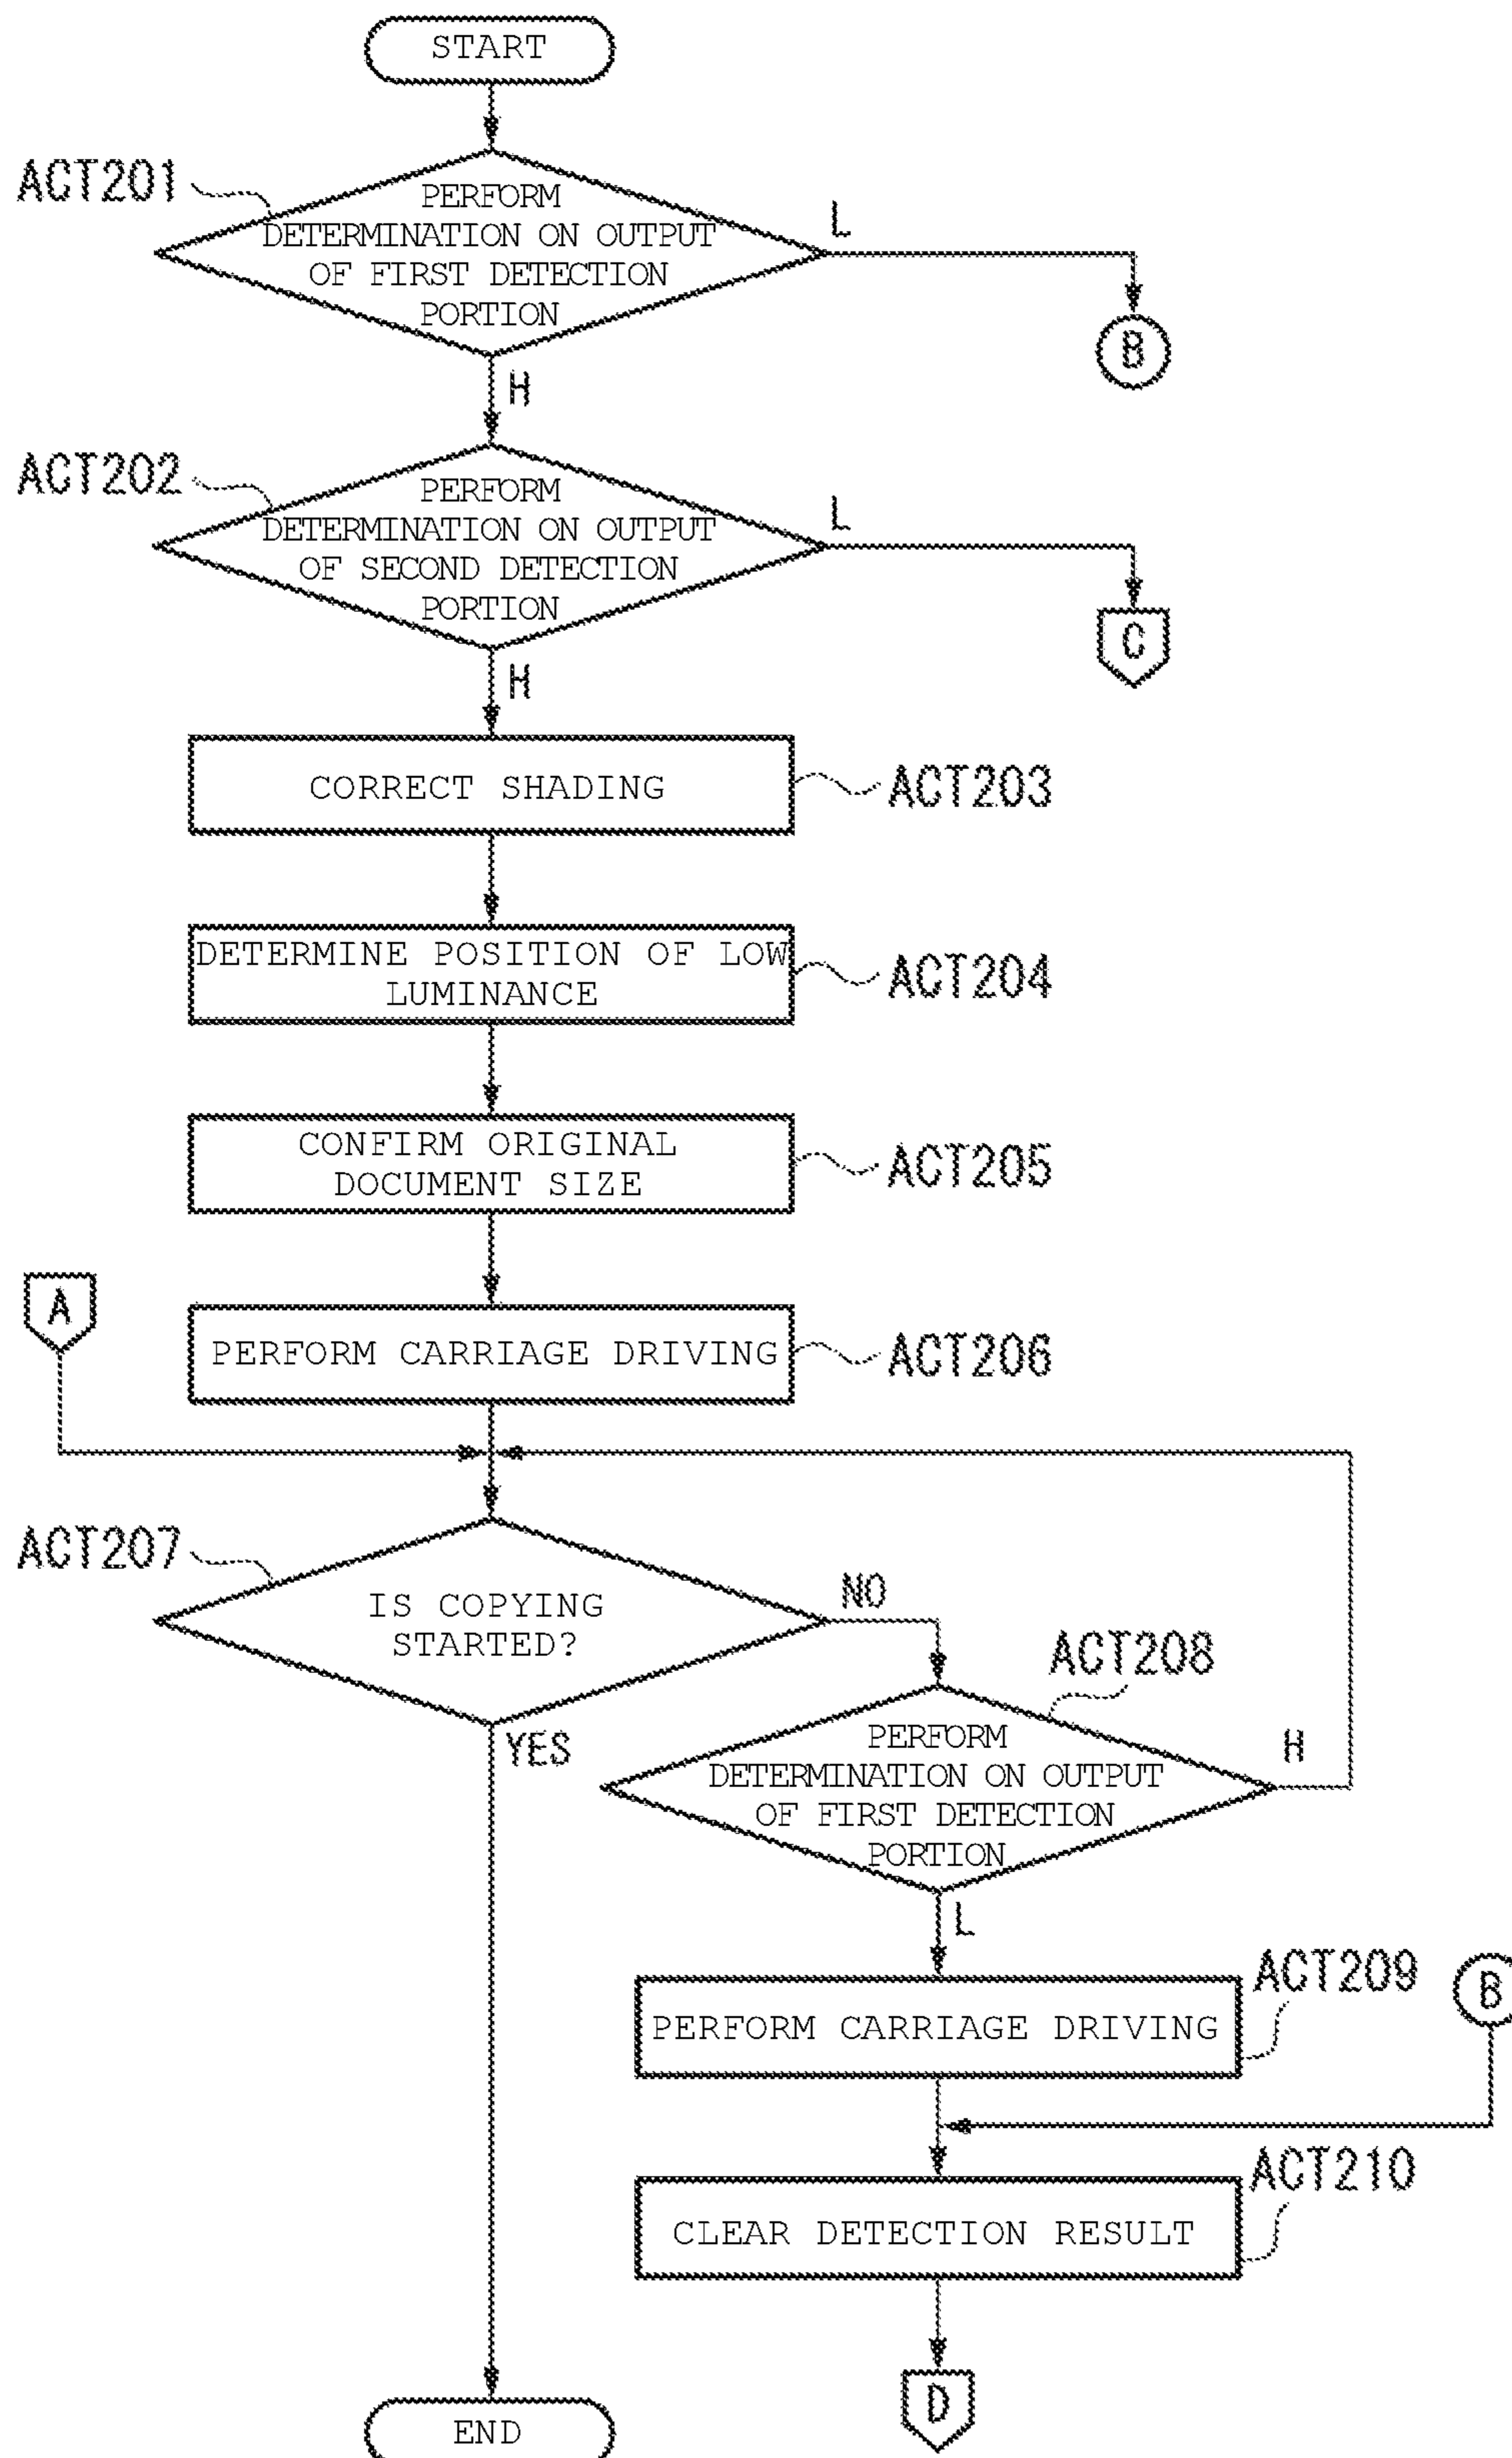 START
ACT201
PERFORM
DETERMINATION ON OUTPUT
OF FIRST DETECTION
PORTION
L
B
H
ACT202
PERFORM
DETERMINATION ON OUTPUT
OF SECOND DETECTION
PORTION
L
C
H
CORRECT SHADING
ACT203
DETERMINE POSITION OF LOW
LUMINANCE
ACT204
CONFIRM ORIGINAL
DOCUMENT SIZE
ACT205
A
PERFORM CARRIAGE DRIVING
ACT206
ACT207
IS COPYING
STARTED?
NO
YES
ACT208
PERFORM
DETERMINATION ON OUTPUT
OF FIRST DETECTION
PORTION
H
L
PERFORM CARRIAGE DRIVING
ACT209
B
CLEAR DETECTION RESULT
ACT210
D
END